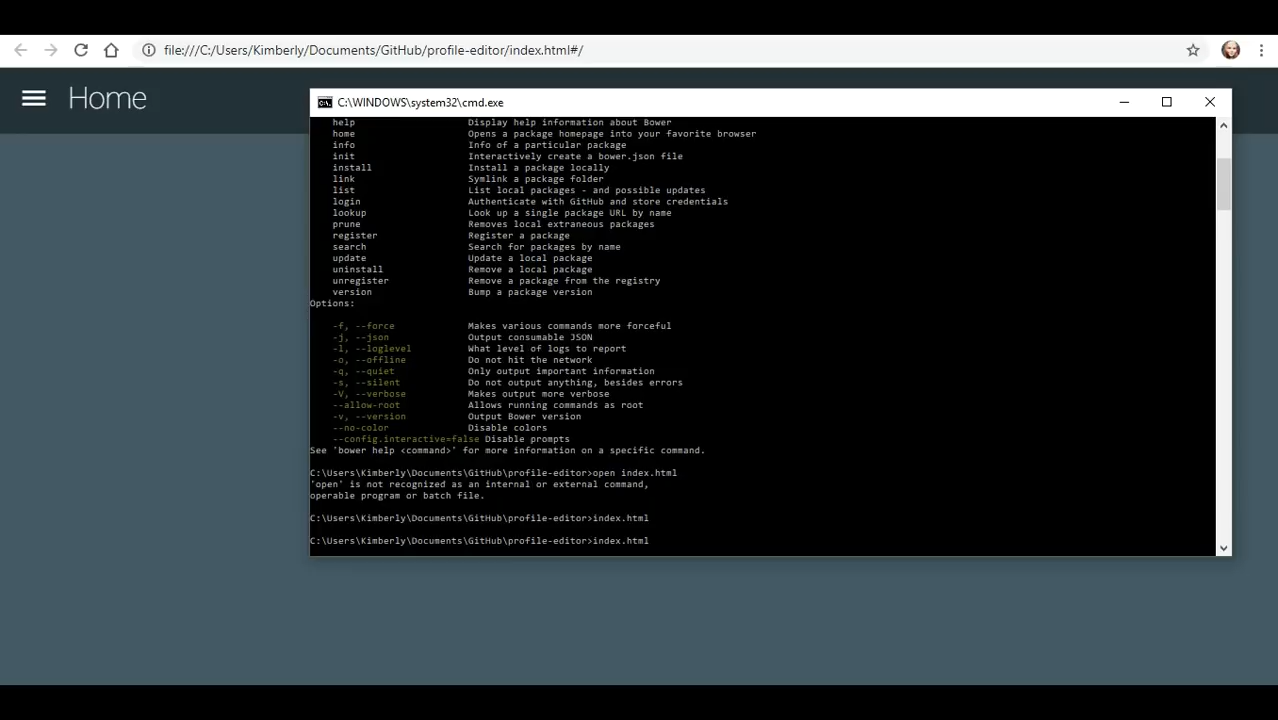 file:///C:/Users/Kimberly/Documents/GitHub/profile-editor/index.html#/
Home
C:\WINDOWS\system32\cmd.exe
help Display help information about Bower
home Opens a package homepage into your favorite browser
info Info of a particular package
init Interactively create a bower.json file
install Install a package locally
link Symlink a package folder
list List local packages - and possible updates
login Authenticate with GitHub and store credentials
lookup Look up a single package URL by name
prune Removes local extraneous packages
register Register a package
search Search for packages by name
update Update a local package
uninstall Remove a local package
unregister Remove a package from the registry
version Bump a package version
Options:
-f, --force Makes various commands more forceful
-j, --json Output consumable JSON
-l, --loglevel What level of logs to report
-o, --offline Do not hit the network
-q, --quiet Only output important information
-s, --silent Do not output anything, besides errors
-V, --verbose Makes output more verbose
--allow-root Allows running commands as root
-v, --version Output Bower version
--no-color Disable colors
--config.interactive=false Disable prompts
See 'bower help <command>' for more information on a specific command.
C:\Users\Kimberly\Documents\GitHub\profile-editor>open index.html
'open' is not recognized as an internal or external command,
operable program or batch file.
C:\Users\Kimberly\Documents\GitHub\profile-editor>index.html
C:\Users\Kimberly\Documents\GitHub\profile-editor>index.html